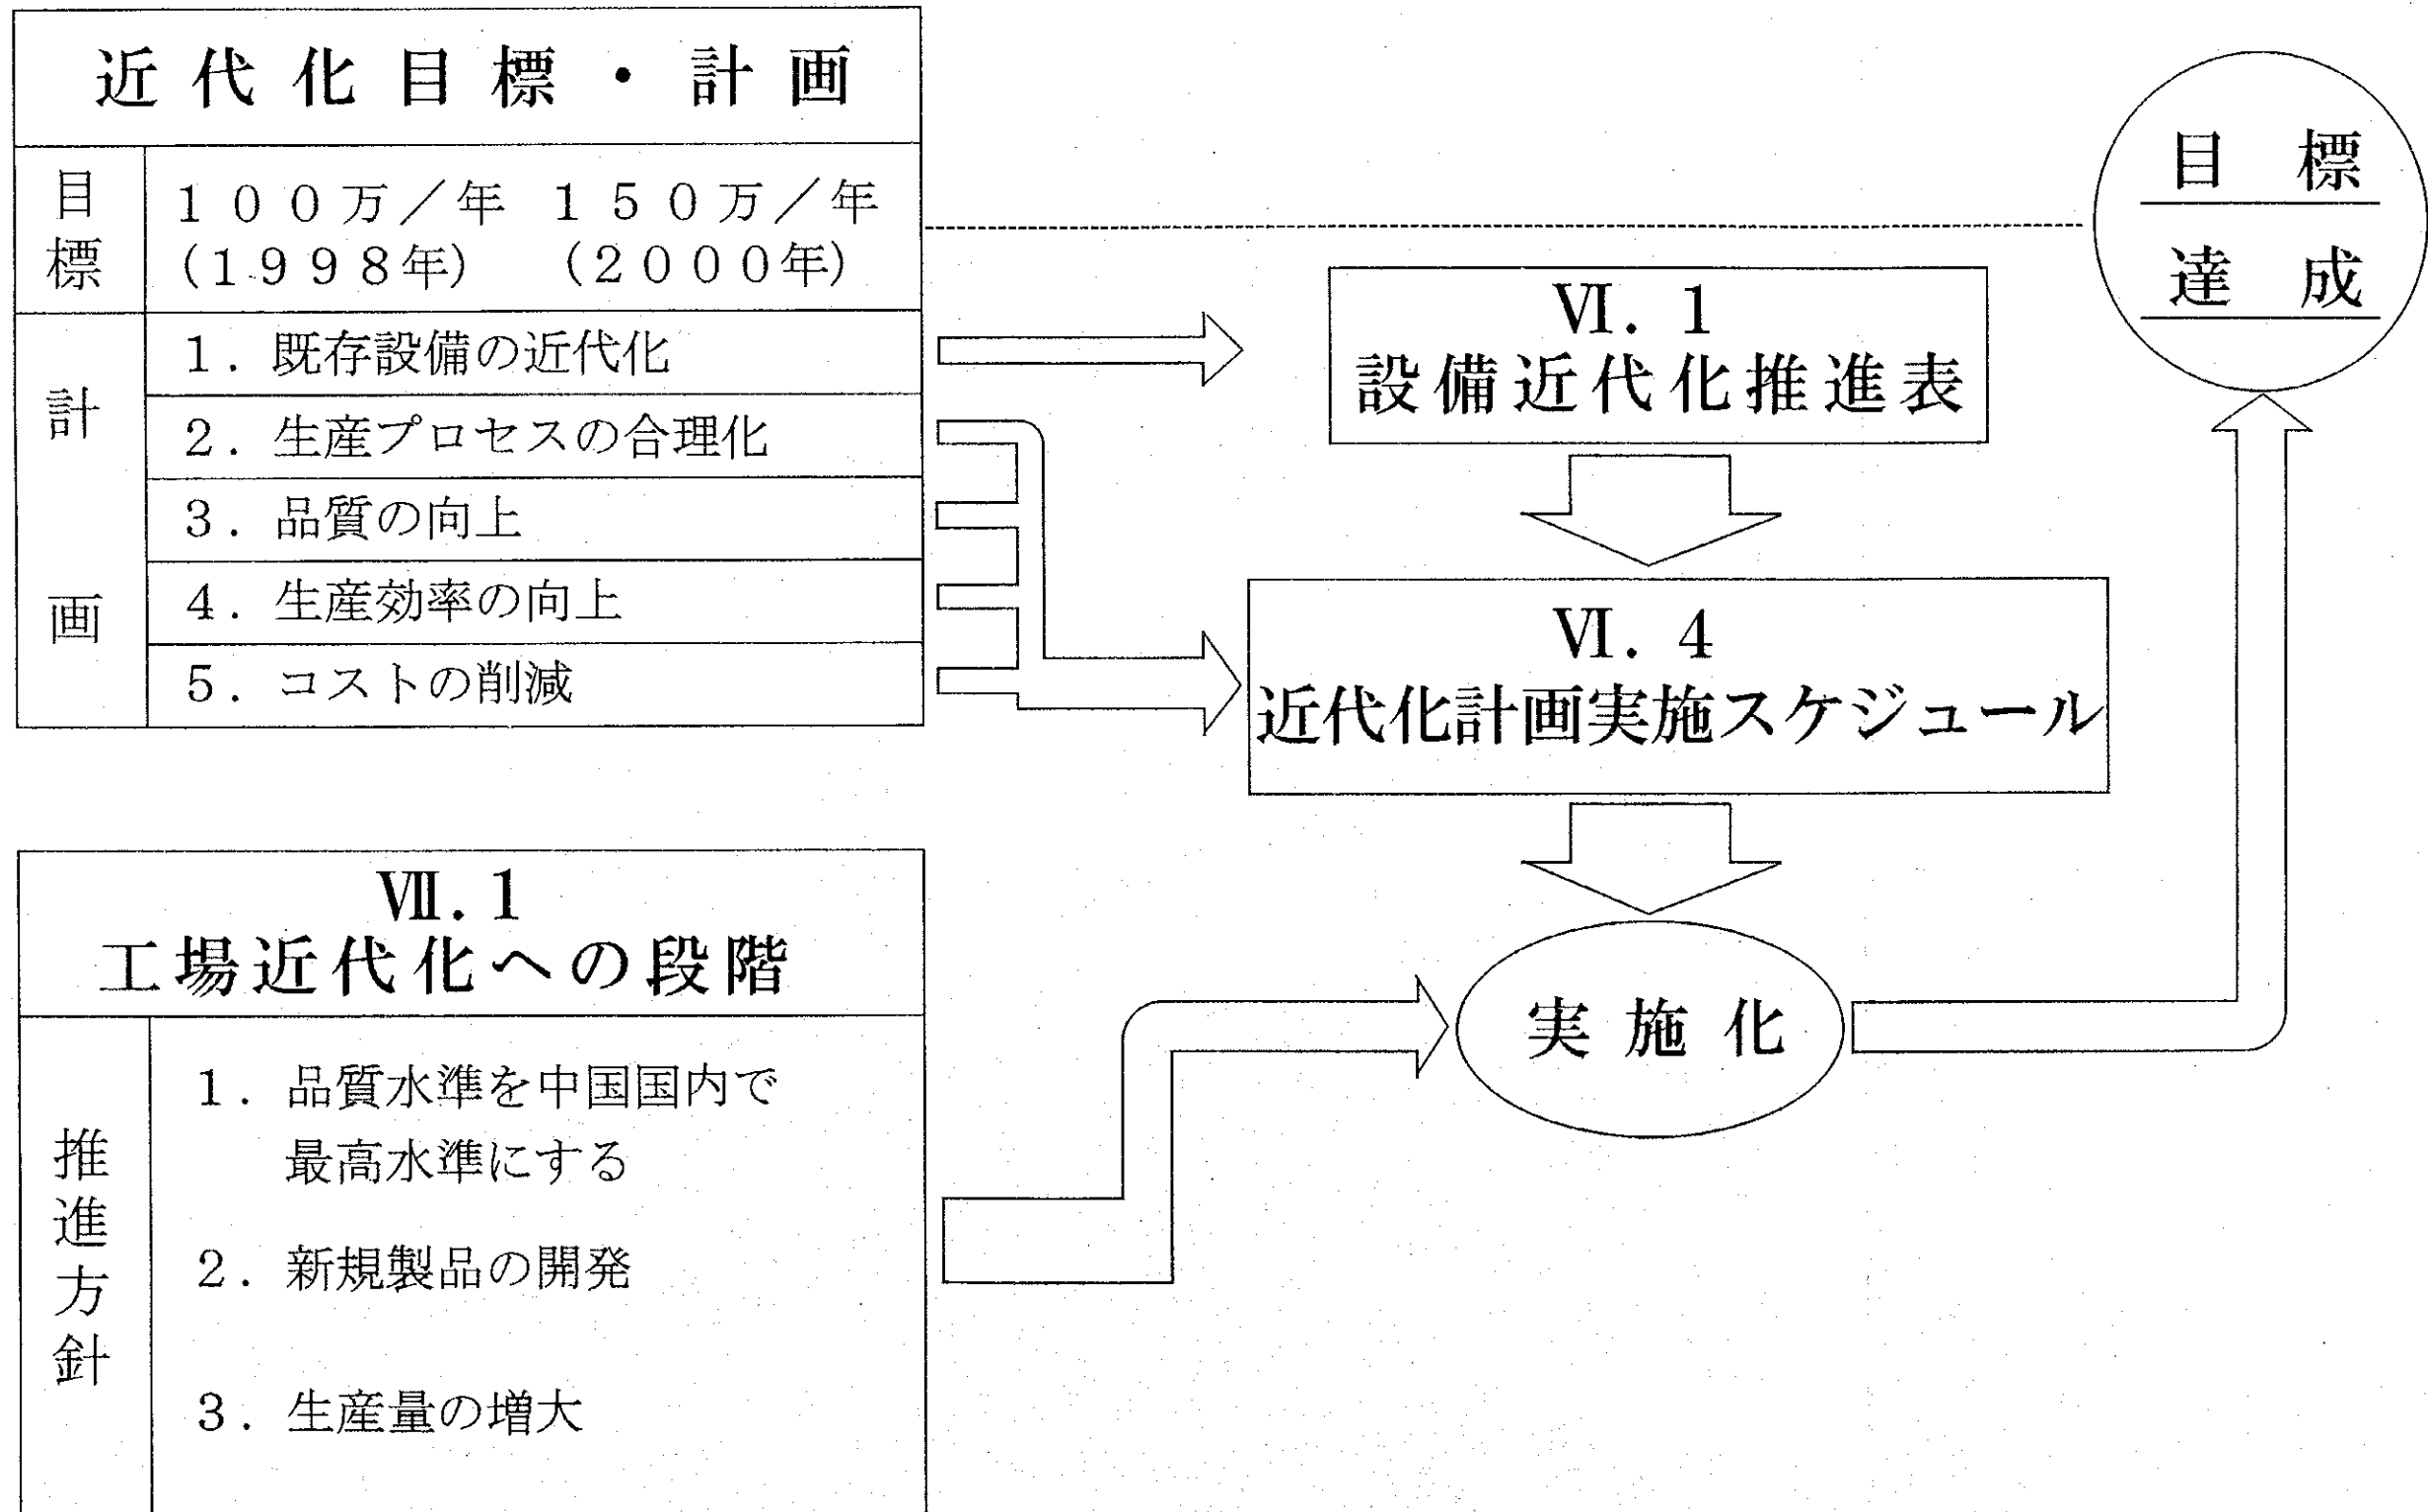 近代化目標・計画
目標
１００万／年 １５０万／年
(１９９８年) (２０００年)
計画
１．既存設備の近代化
２．生産プロセスの合理化
３．品質の向上
４．生産効率の向上
５．コストの削減
目標
達成
Ⅵ．１
設備近代化推進表
Ⅵ．４
近代化計画実施スケジュール
Ⅶ．１
工場近代化への段階
推進方針
１．品質水準を中国国内で
最高水準にする
２．新規製品の開発
３．生産量の増大
実施化